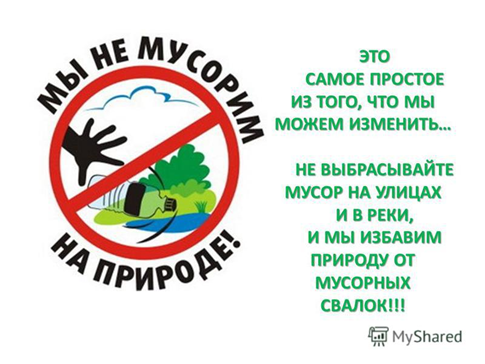 МЫ НЕ МУСОРИМ
НА ПРИРОДЕ!
ЭТО
САМОЕ ПРОСТОЕ
ИЗ ТОГО, ЧТО МЫ
МОЖЕМ ИЗМЕНИТЬ...
НЕ ВЫБРАСЫВАЙТЕ
МУСОР НА УЛИЦАХ
И В РЕКИ,
И МЫ ИЗБАВИМ
ПРИРОДУ ОТ
МУСОРНЫХ
СВАЛОК!!!
MyShared